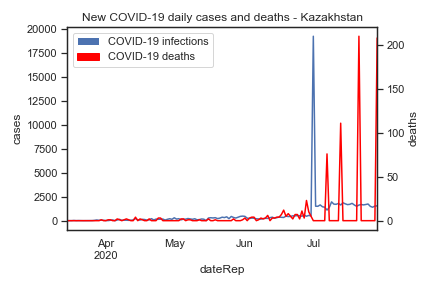 New COVID-19 daily cases and deaths - Kazakhstan
COVID-19 infections
COVID-19 deaths
20000
17500
15000
12500
10000
7500
5000
2500
0
cases
200
150
100
50
0
deaths
Apr
2020
May
Jun
Jul
dateRep